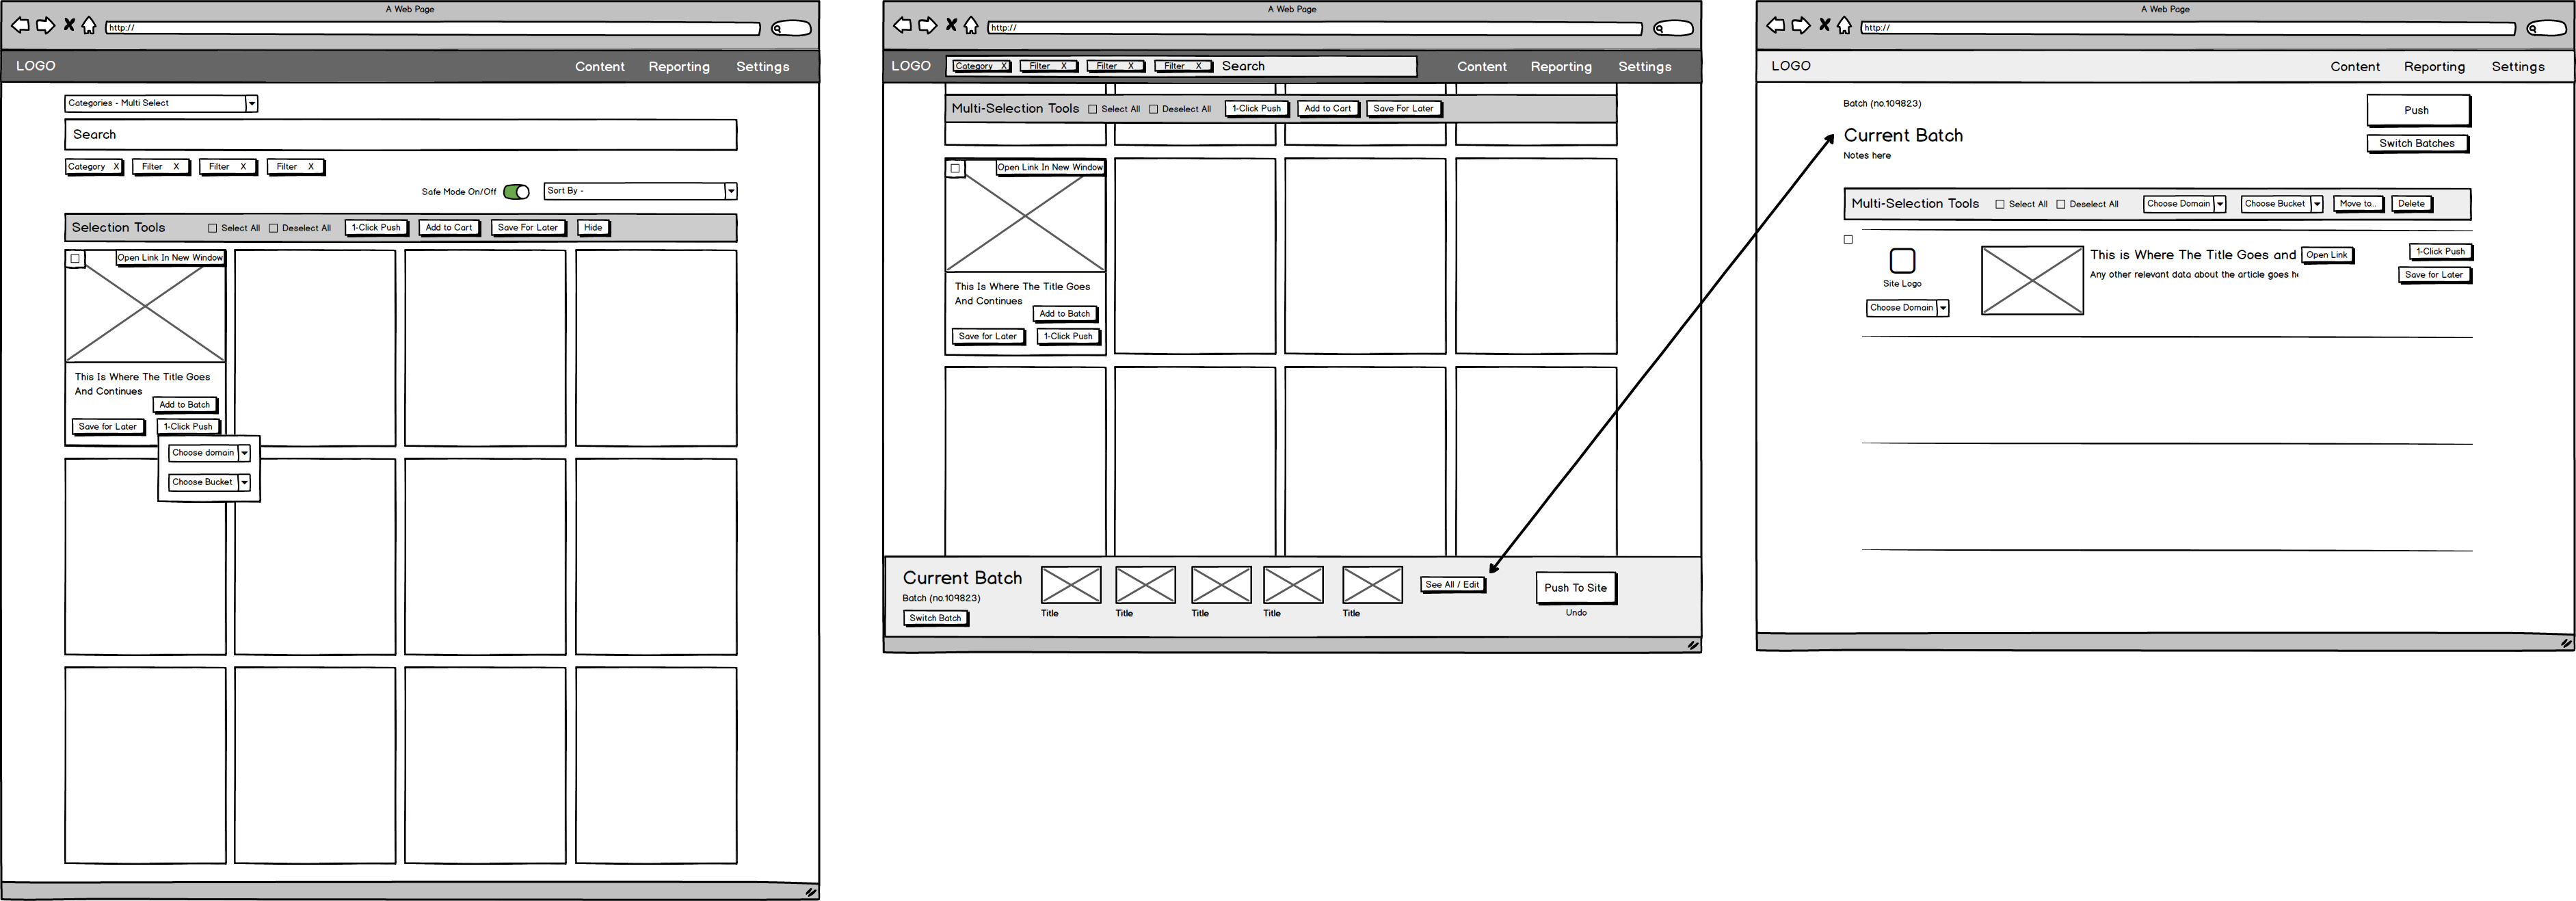 A Web Page
http://
LOGO Content Reporting Settings
Categories - Multi Select
Search
Category X Filter X Filter X Filter X
Safe Mode On/Off Sort By -
Selection Tools Select All Deselect All 1-Click Push Add to Cart Save For Later Hide
Open Link In New Window
This Is Where The Title Goes
And Continues
Add to Batch
Save for Later 1-Click Push
Choose domain
Choose Bucket
A Web Page
http://
LOGO Category X Filter X Filter X Filter X Search Content Reporting Settings
Multi-Selection Tools Select All Deselect All 1-Click Push Add to Cart Save For Later
Open Link In New Window
This Is Where The Title Goes
And Continues
Add to Batch
Save for Later 1-Click Push
Current Batch
Batch (no.109823)
Switch Batch
Title Title Title Title Title
See All / Edit
Push To Site
Undo
A Web Page
http://
LOGO Content Reporting Settings
Batch (no.109823)
Push
Current Batch
Switch Batches
Notes here
Multi-Selection Tools Select All Deselect All Choose Domain Choose Bucket Move to.. Delete
Site Logo
Choose Domain
This is Where The Title Goes and Open Link
Any other relevant data about the article goes he
1-Click Push
Save for Later